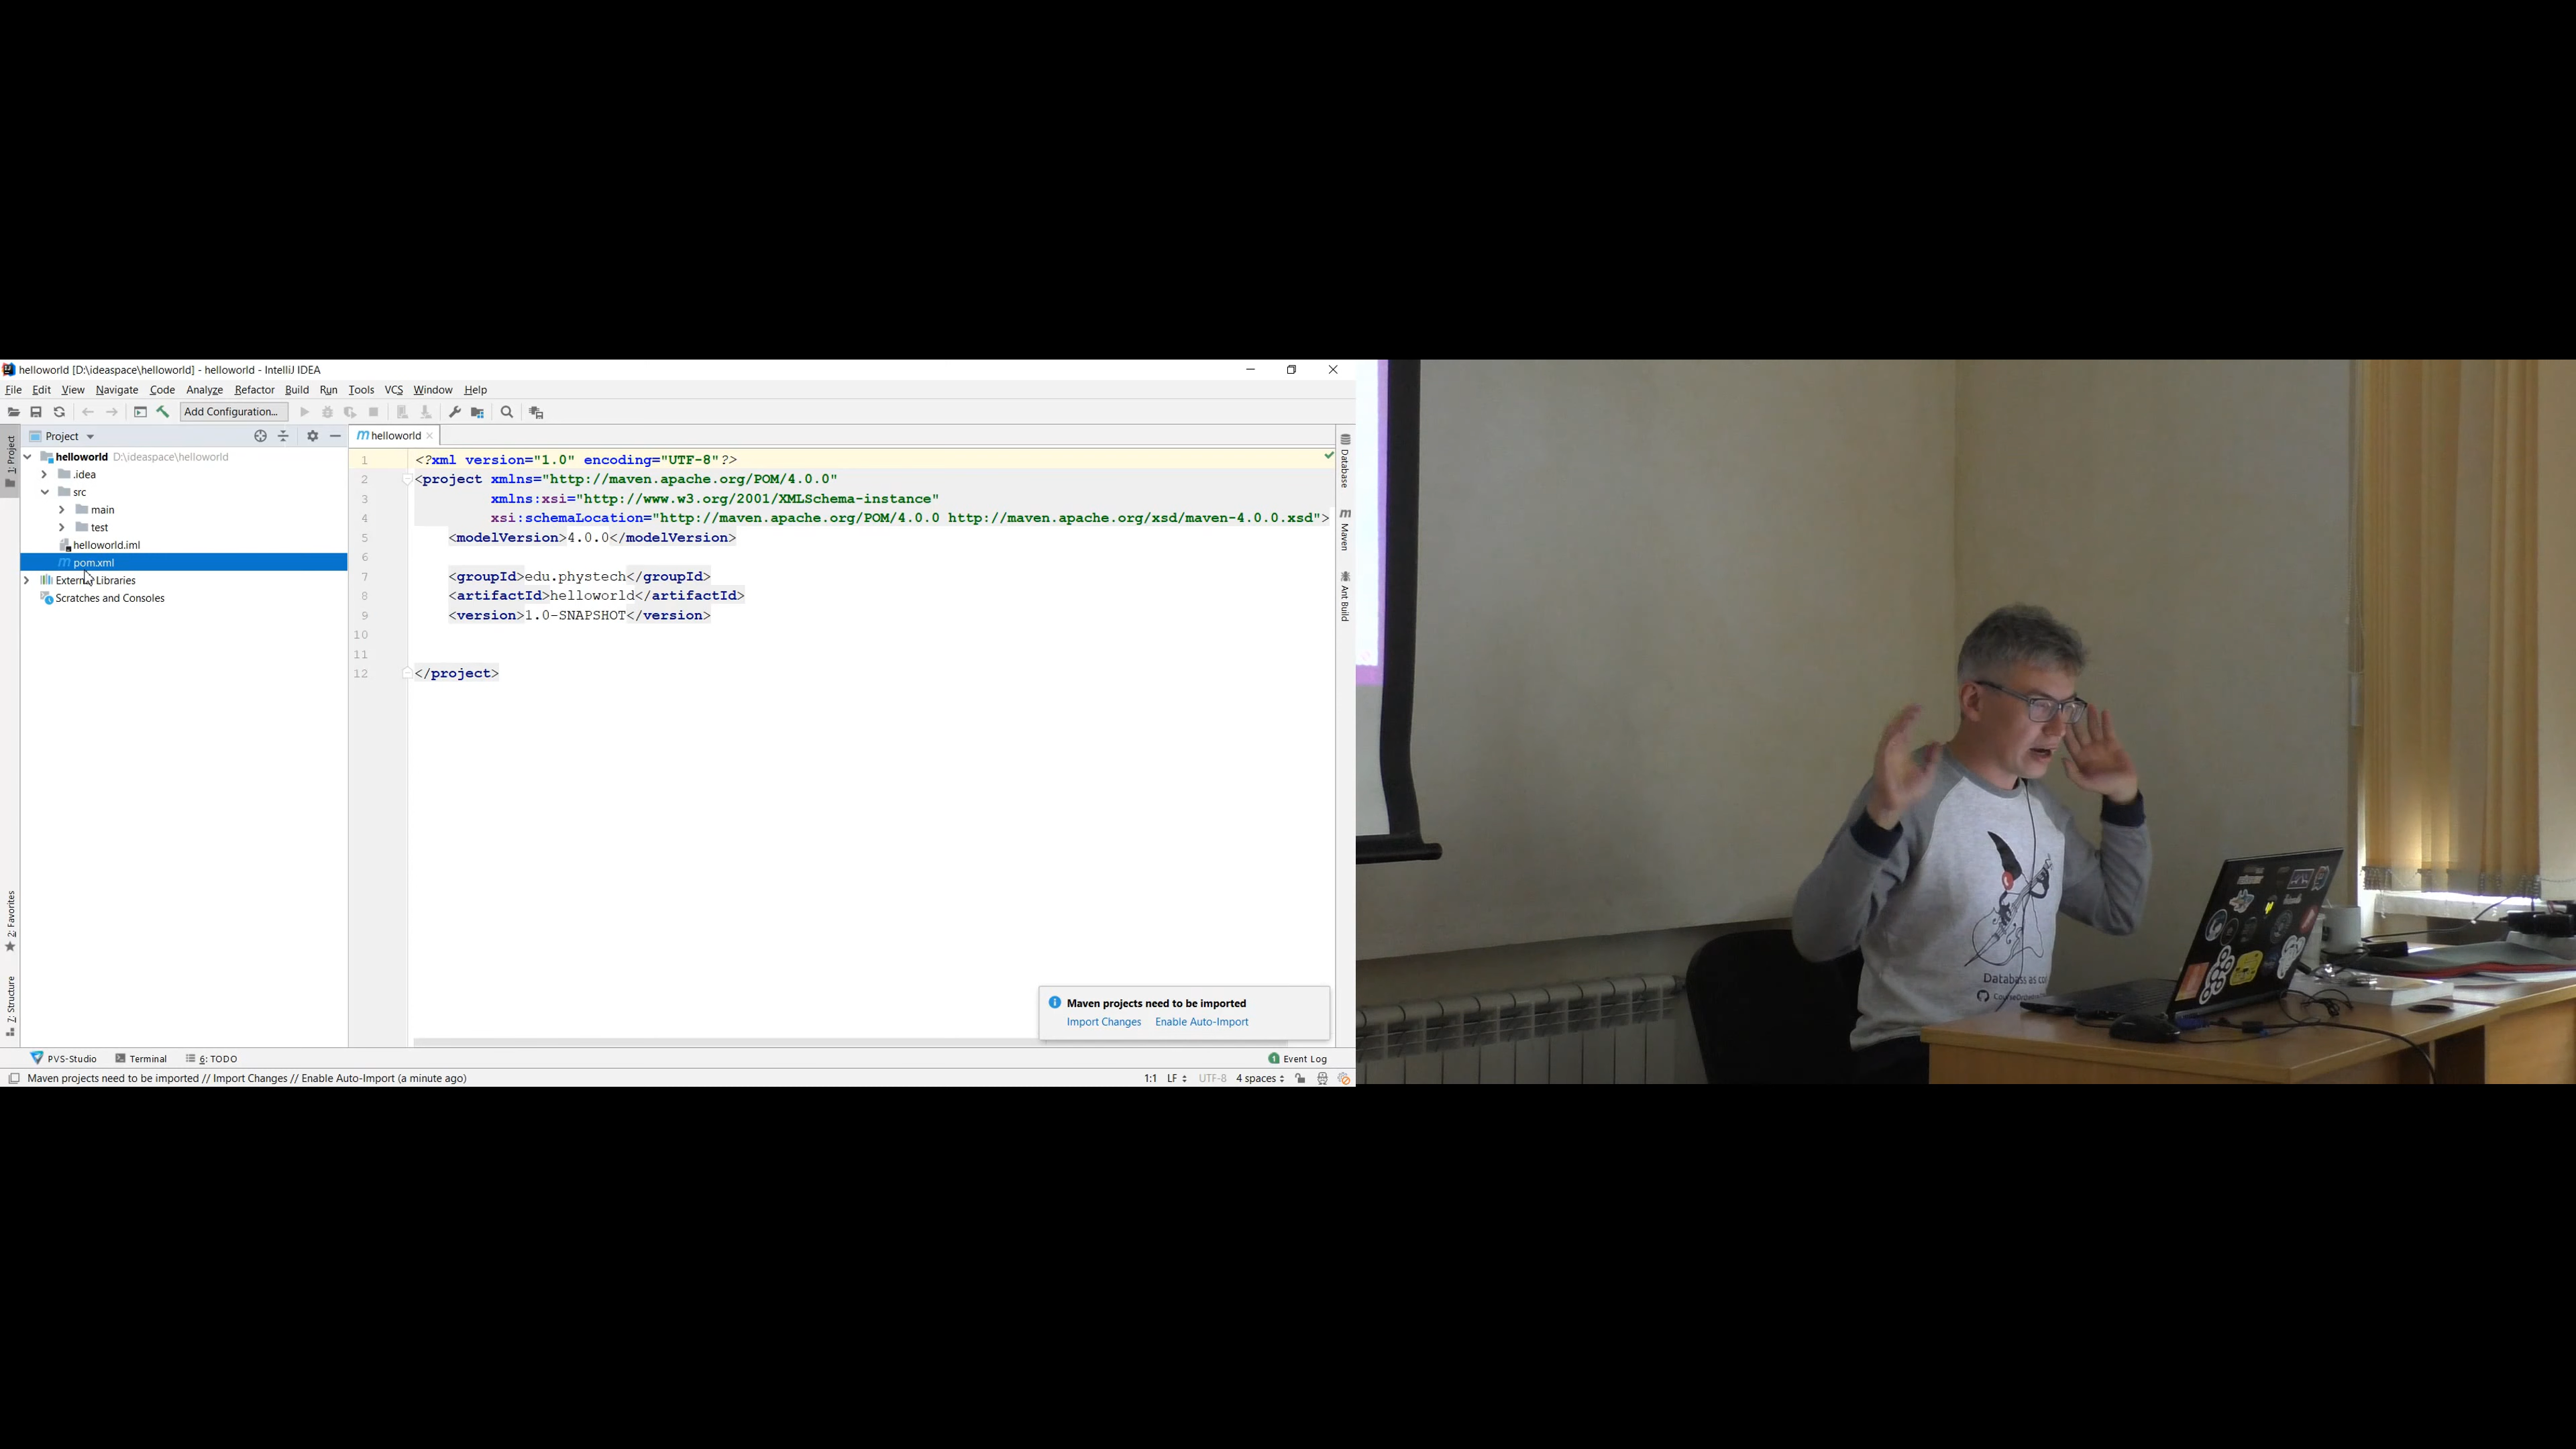 helloworld [D:\ideaspace\helloworld] - helloworld - IntelliJ IDEA
File Edit View Navigate Code Analyze Refactor Build Run Tools VCS Window Help
Add Configuration...
Project
helloworld
1: Project
helloworld D:\ideaspace\helloworld
.idea
src
main
test
helloworld.iml
pom.xml
External Libraries
Scratches and Consoles
2: Favorites
7: Structure
1 <?xml version="1.0" encoding="UTF-8"?>
2 <project xmlns="http://maven.apache.org/POM/4.0.0"
3 xmlns:xsi="http://www.w3.org/2001/XMLSchema-instance"
4 xsi:schemaLocation="http://maven.apache.org/POM/4.0.0 http://maven.apache.org/xsd/maven-4.0.0.xsd">
5 <modelVersion>4.0.0</modelVersion>
6
7 <groupId>edu.phystech</groupId>
8 <artifactId>helloworld</artifactId>
9 <version>1.0-SNAPSHOT</version>
10
11
12 </project>
Database
Maven
Ant Build
Maven projects need to be imported
Import Changes Enable Auto-Import
PVS-Studio Terminal 6: TODO
1 Event Log
Maven projects need to be imported // Import Changes // Enable Auto-Import (a minute ago)
1:1 LF UTF-8 4 spaces
as co